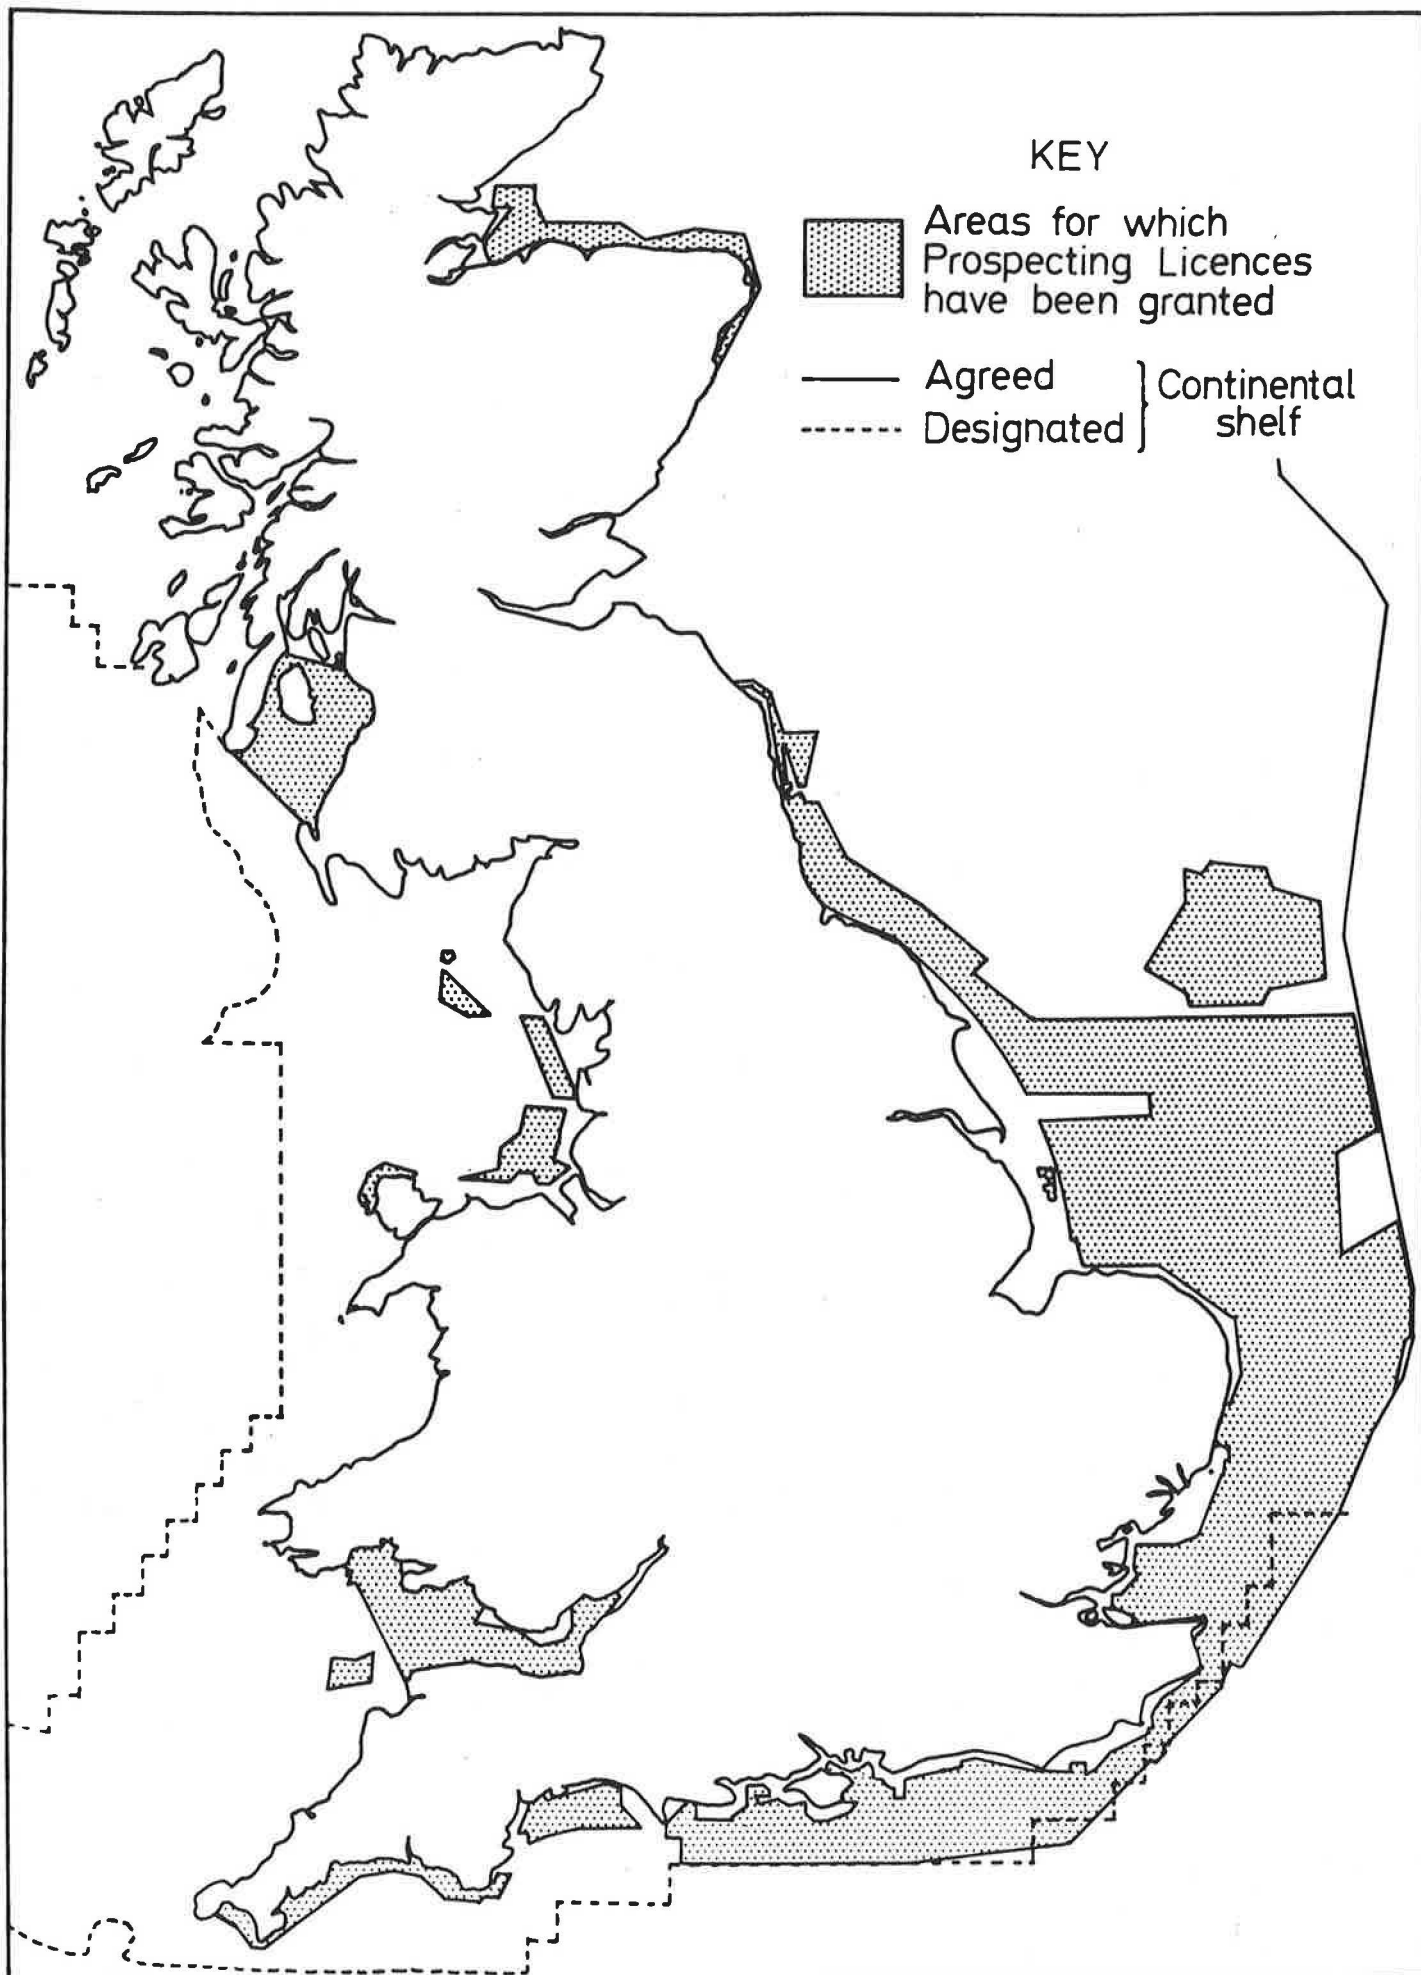 KEY
Areas for which
Prospecting Licences
have been granted
Agreed
Designated
Continental
shelf